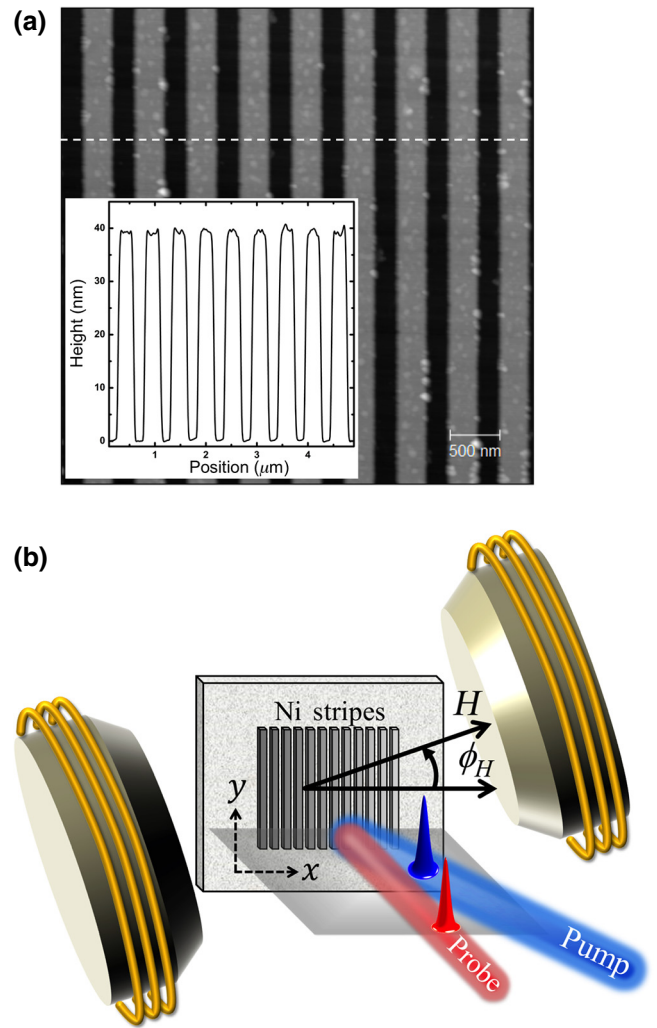 (a)
500 nm
Height (nm)
40
30
20
10
0
1
2
3
4
Position (μm)
(b)
Ni stripes
H
ϕH
y
x
Probe
Pump